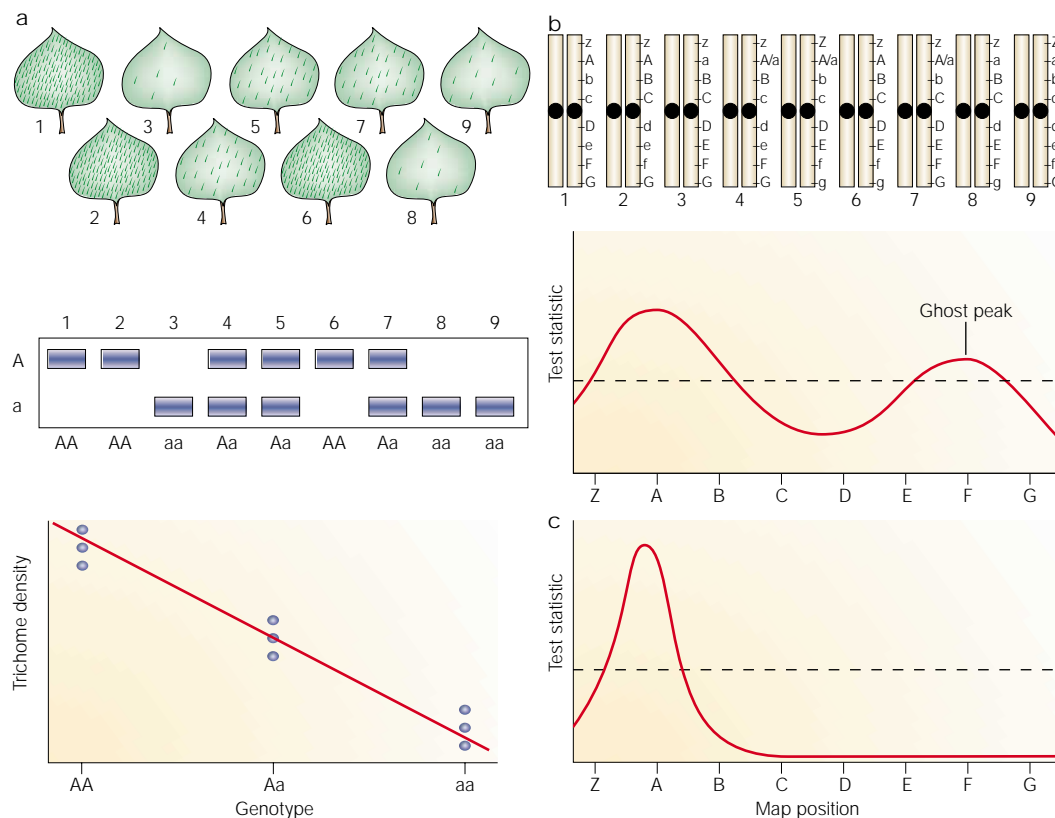 a
1 3 5 7 9
2 4 6 8
1 2 3 4 5 6 7 8 9
A
a
AA AA aa Aa Aa AA Aa aa aa
Trichome density
AA Aa aa
Genotype
b
z z z z Z Z Z z Z
A A a A/a A/a A A/a a a
b B B B b B b B b
c C C C c C C C c
D d D d D d D d
e e E e E E E e e
1 2 3 4 5 6 7 8 9
Test statistic
Ghost peak
Z A B C D E F G
c
Test statistic
Z A B C D E F G
Map position